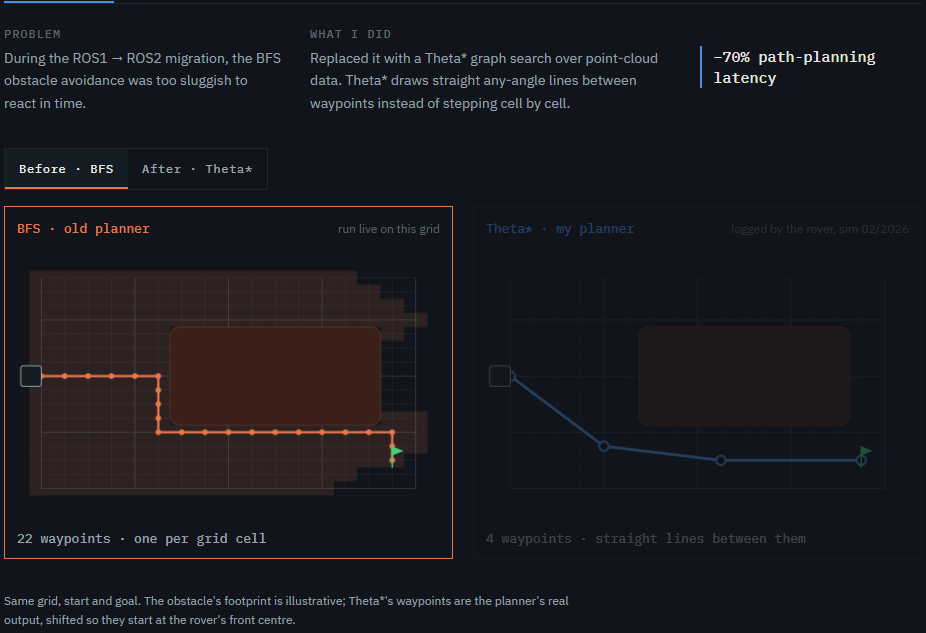 PROBLEM
During the ROS1 → ROS2 migration, the BFS
obstacle avoidance was too sluggish to
react in time.
WHAT I DID
Replaced it with a Theta* graph search over point-cloud
data. Theta* draws straight any-angle lines between
waypoints instead of stepping cell by cell.
−70% path-planning
latency
Before · BFS
After · Theta*
BFS · old planner
run live on this grid
22 waypoints · one per grid cell
Theta* · my planner
logged by the rover, sim 02/2026
4 waypoints · straight lines between them
Same grid, start and goal. The obstacle's footprint is illustrative; Theta*'s waypoints are the planner's real
output, shifted so they start at the rover's front centre.